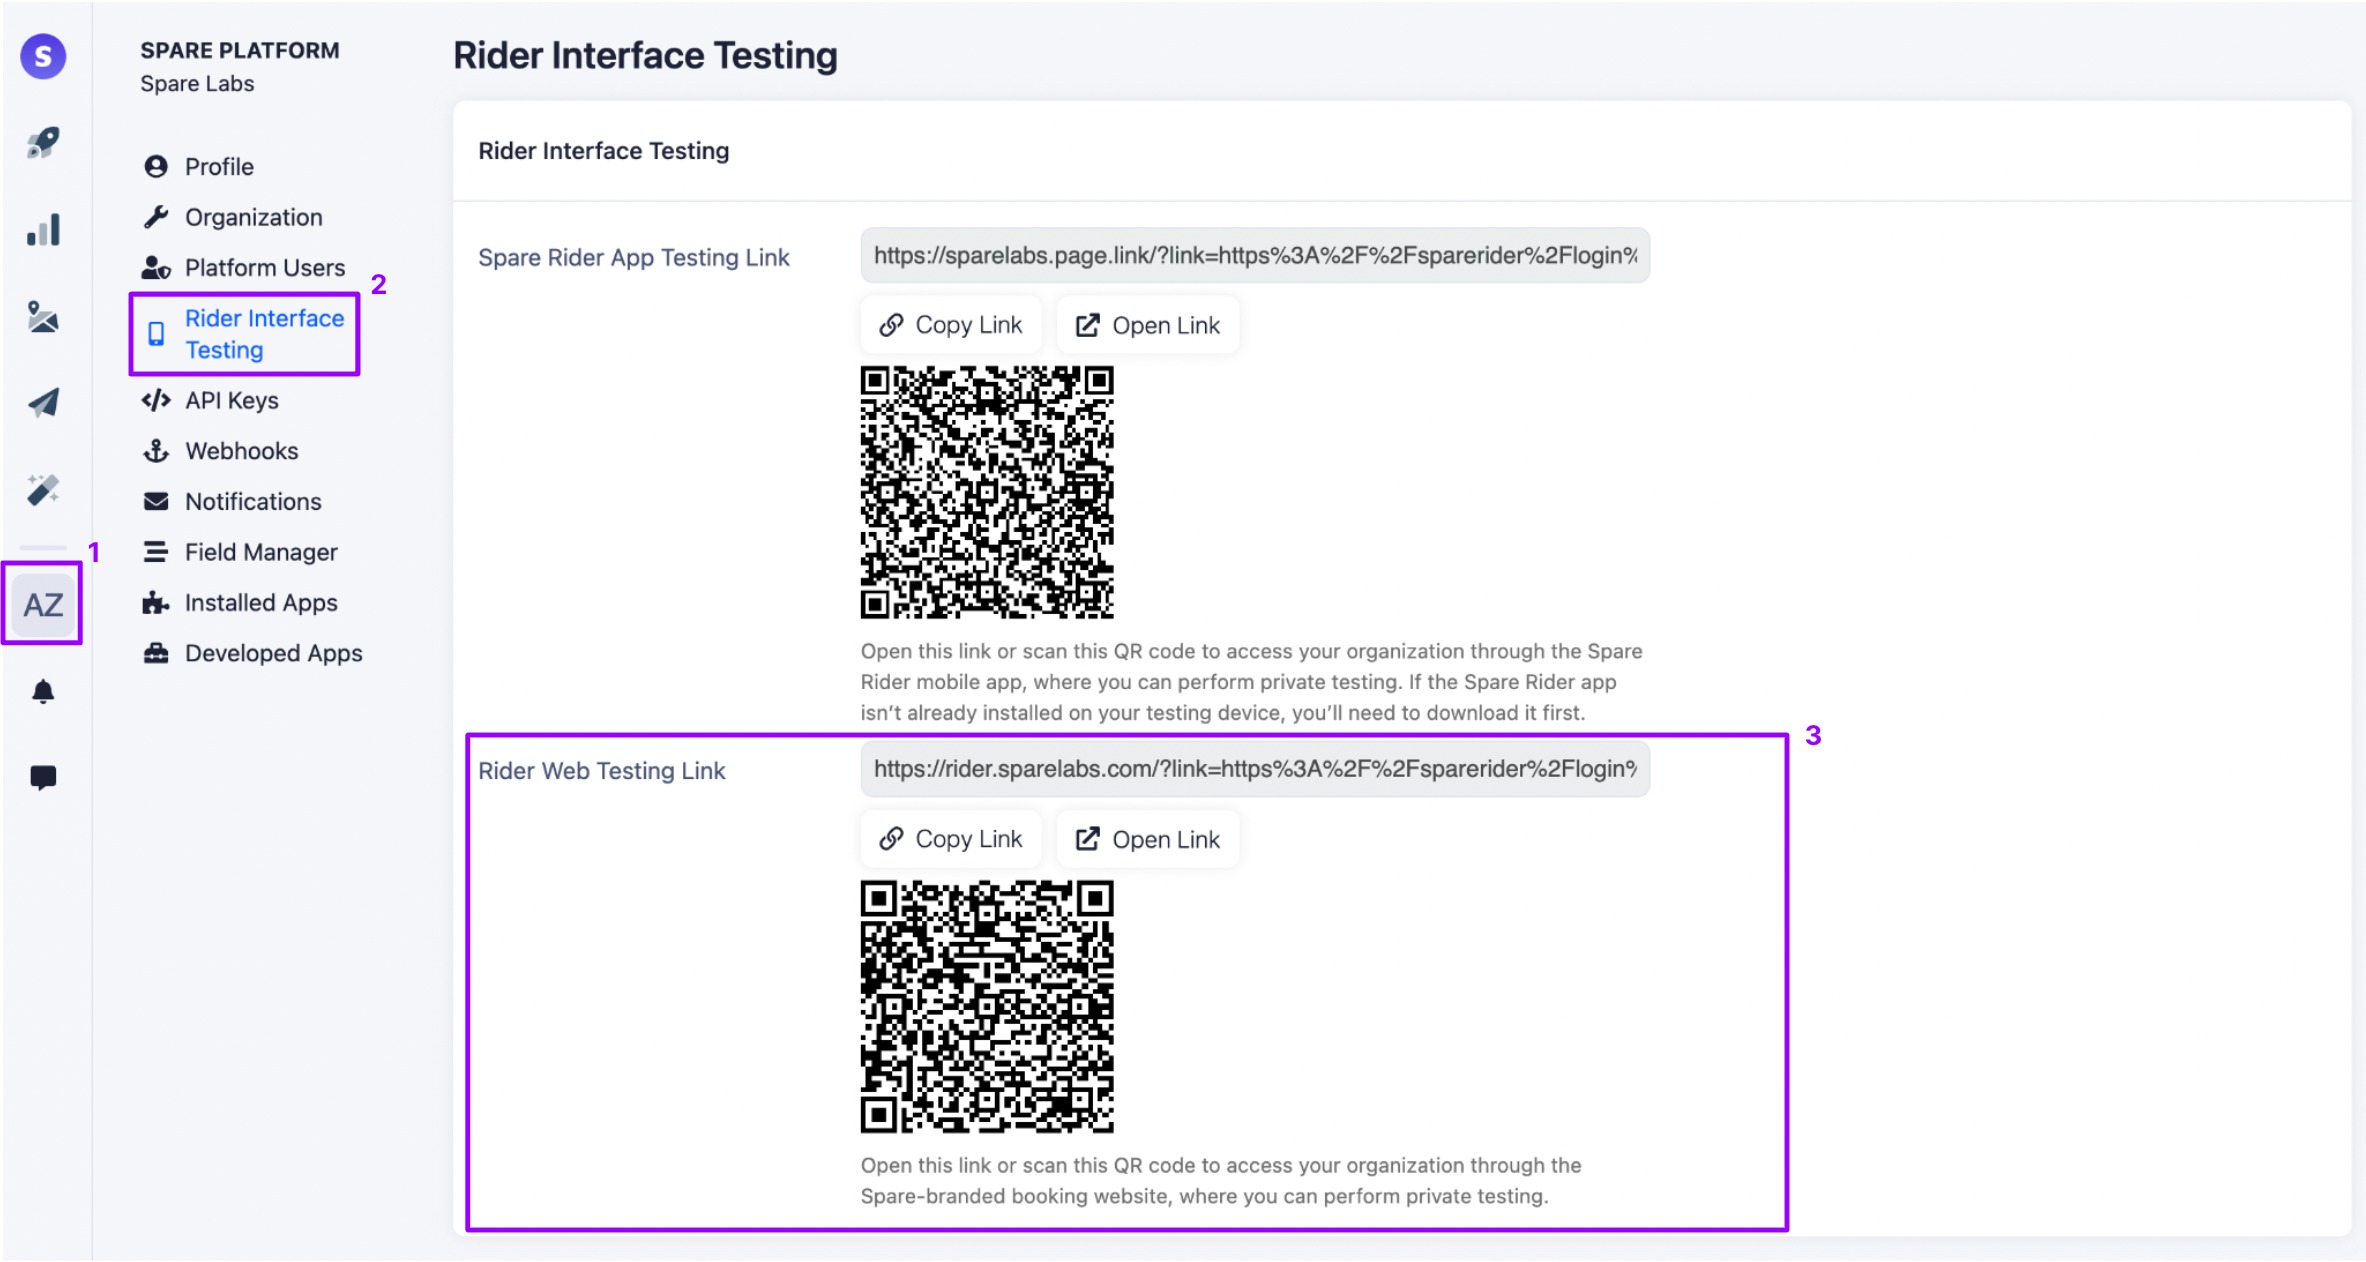 S
SPARE PLATFORM
Spare Labs
Profile
Organization
Platform Users
2
Rider Interface
Testing
API Keys
Webhooks
Notifications
Field Manager
1
AZ
Installed Apps
Developed Apps
Rider Interface Testing
Rider Interface Testing
Spare Rider App Testing Link
https://sparelabs.page.link/?link=https%3A%2F%2Fsparerider%2Flogin%
Copy Link
Open Link
Open this link or scan this QR code to access your organization through the Spare
Rider mobile app, where you can perform private testing. If the Spare Rider app
isn't already installed on your testing device, you'll need to download it first.
3
Rider Web Testing Link
https://rider.sparelabs.com/?link=https%3A%2F%2Fsparerider%2Flogin%
Copy Link
Open Link
Open this link or scan this QR code to access your organization through the
Spare-branded booking website, where you can perform private testing.